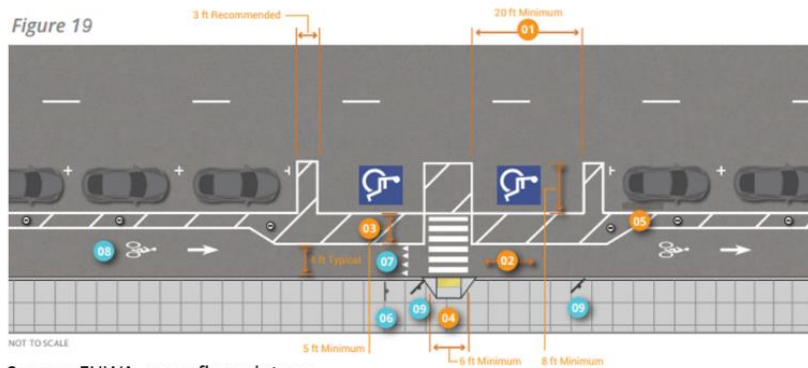 3 ft Recommended
20 ft Minimum
Figure 19
01
03
05
08
07
4 ft Typical
02
06
09
04
09
NOT TO SCALE
5 ft Minimum
6 ft Minimum
8 ft Minimum